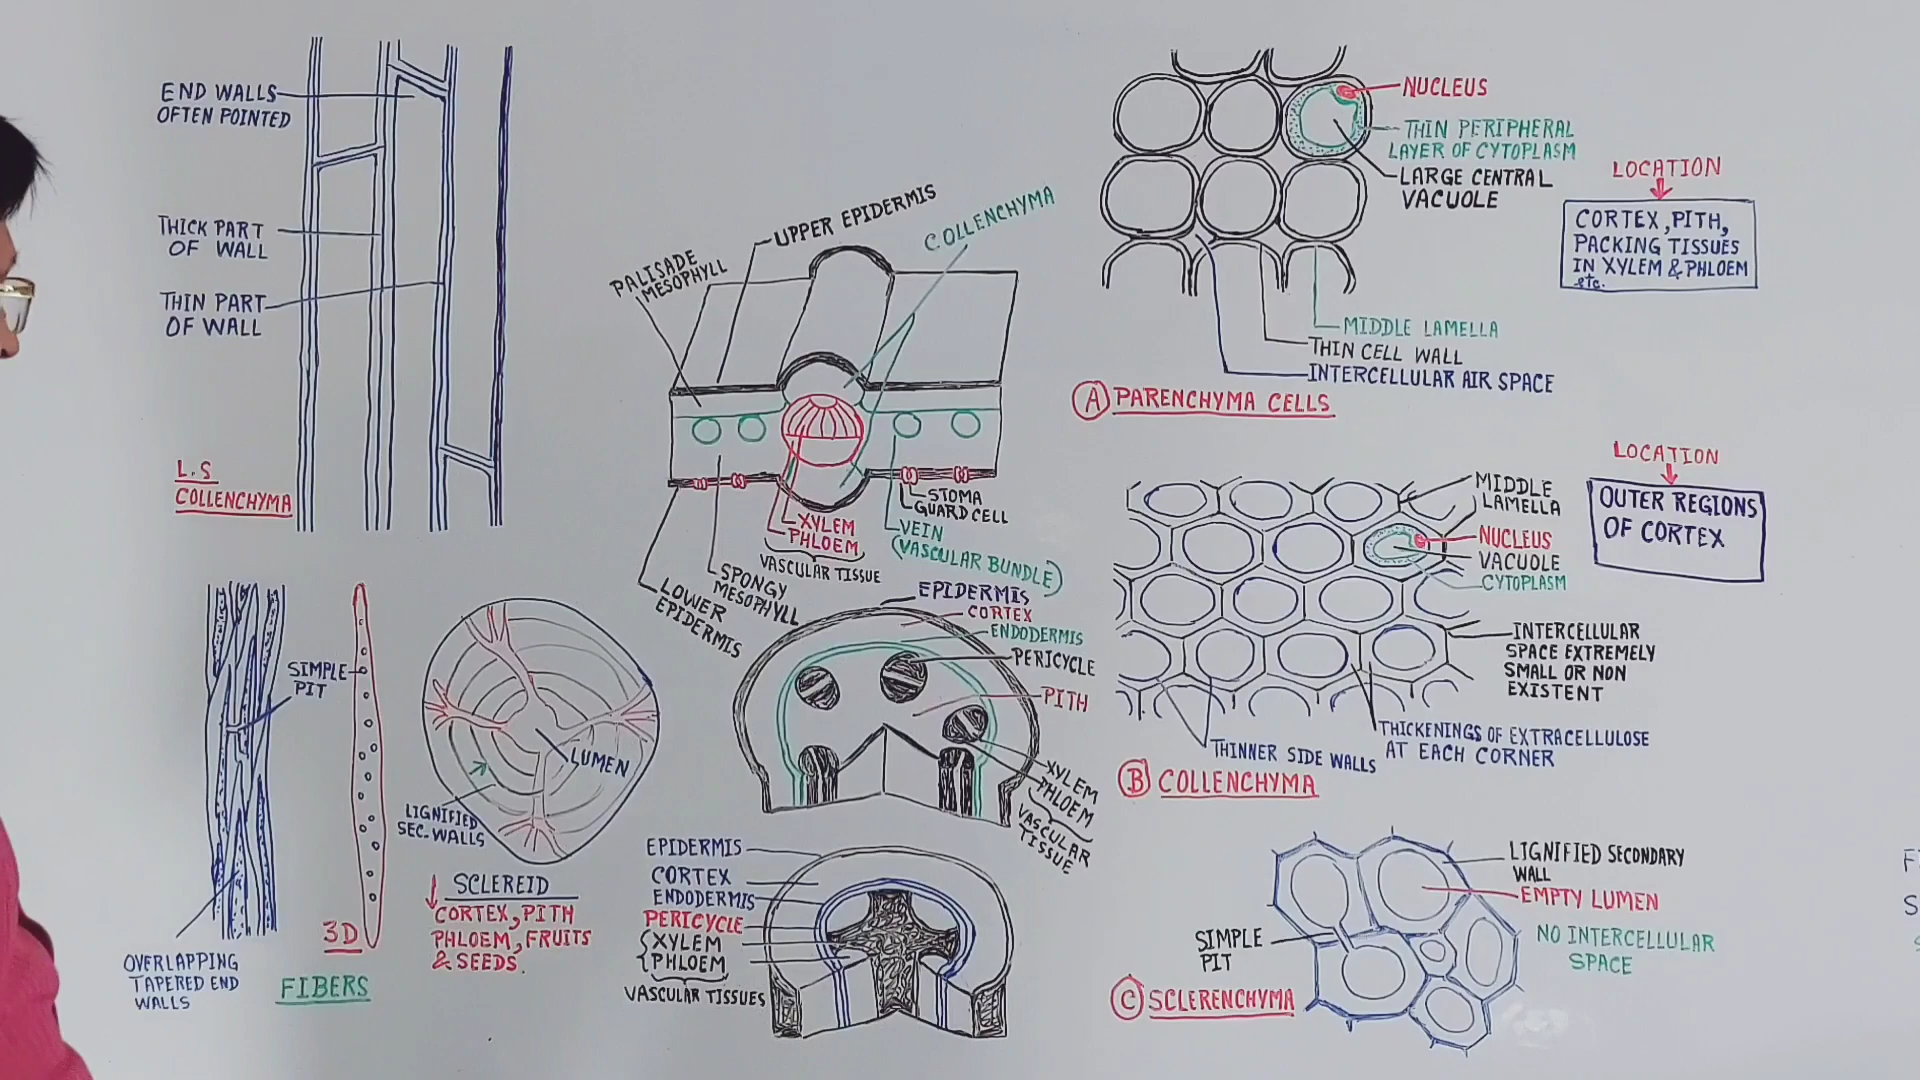 END WALLS
OFTEN POINTED
THICK PART
OF WALL
THIN PART
OF WALL
L.S
COLLENCHYMA
SIMPLE
PIT
OVERLAPPING
TAPERED END
WALLS
3D
FIBERS
LUMEN
LIGNIFIED
SEC-WALLS
SCLEREID
CORTEX, PITH
PHLOEM, FRUITS
& SEEDS.
UPPER EPIDERMIS
COLLENCHYMA
PALISADE
MESOPHYLL
STOMA
GUARD CELL
XYLEM
PHLOEM
VASCULAR TISSUE
VEIN
(VASCULAR BUNDLE)
SPONGY
MESOPHYLL
LOWER
EPIDERMIS
EPIDERMIS
CORTEX
ENDODERMIS
PERICYCLE
PITH
XYLEM
PHLOEM
VASCULAR
TISSUE
EPIDERMIS
CORTEX
ENDODERMIS
PERICYCLE
XYLEM
PHLOEM
VASCULAR TISSUES
NUCLEUS
THIN PERIPHERAL
LAYER OF CYTOPLASM
LARGE CENTRAL
VACUOLE
MIDDLE LAMELLA
THIN CELL WALL
INTERCELLULAR AIR SPACE
A PARENCHYMA CELLS
LOCATION
CORTEX, PITH,
PACKING TISSUES
IN XYLEM & PHLOEM
etc.
MIDDLE
LAMELLA
NUCLEUS
VACUOLE
CYTOPLASM
INTERCELLULAR
SPACE EXTREMELY
SMALL OR NON
EXISTENT
THICKENINGS OF EXTRACELLULOSE
AT EACH CORNER
THINNER SIDE WALLS
B COLLENCHYMA
LOCATION
OUTER REGIONS
OF CORTEX
LIGNIFIED SECONDARY
WALL
EMPTY LUMEN
NO INTERCELLULAR
SPACE
SIMPLE
PIT
C SCLERENCHYMA